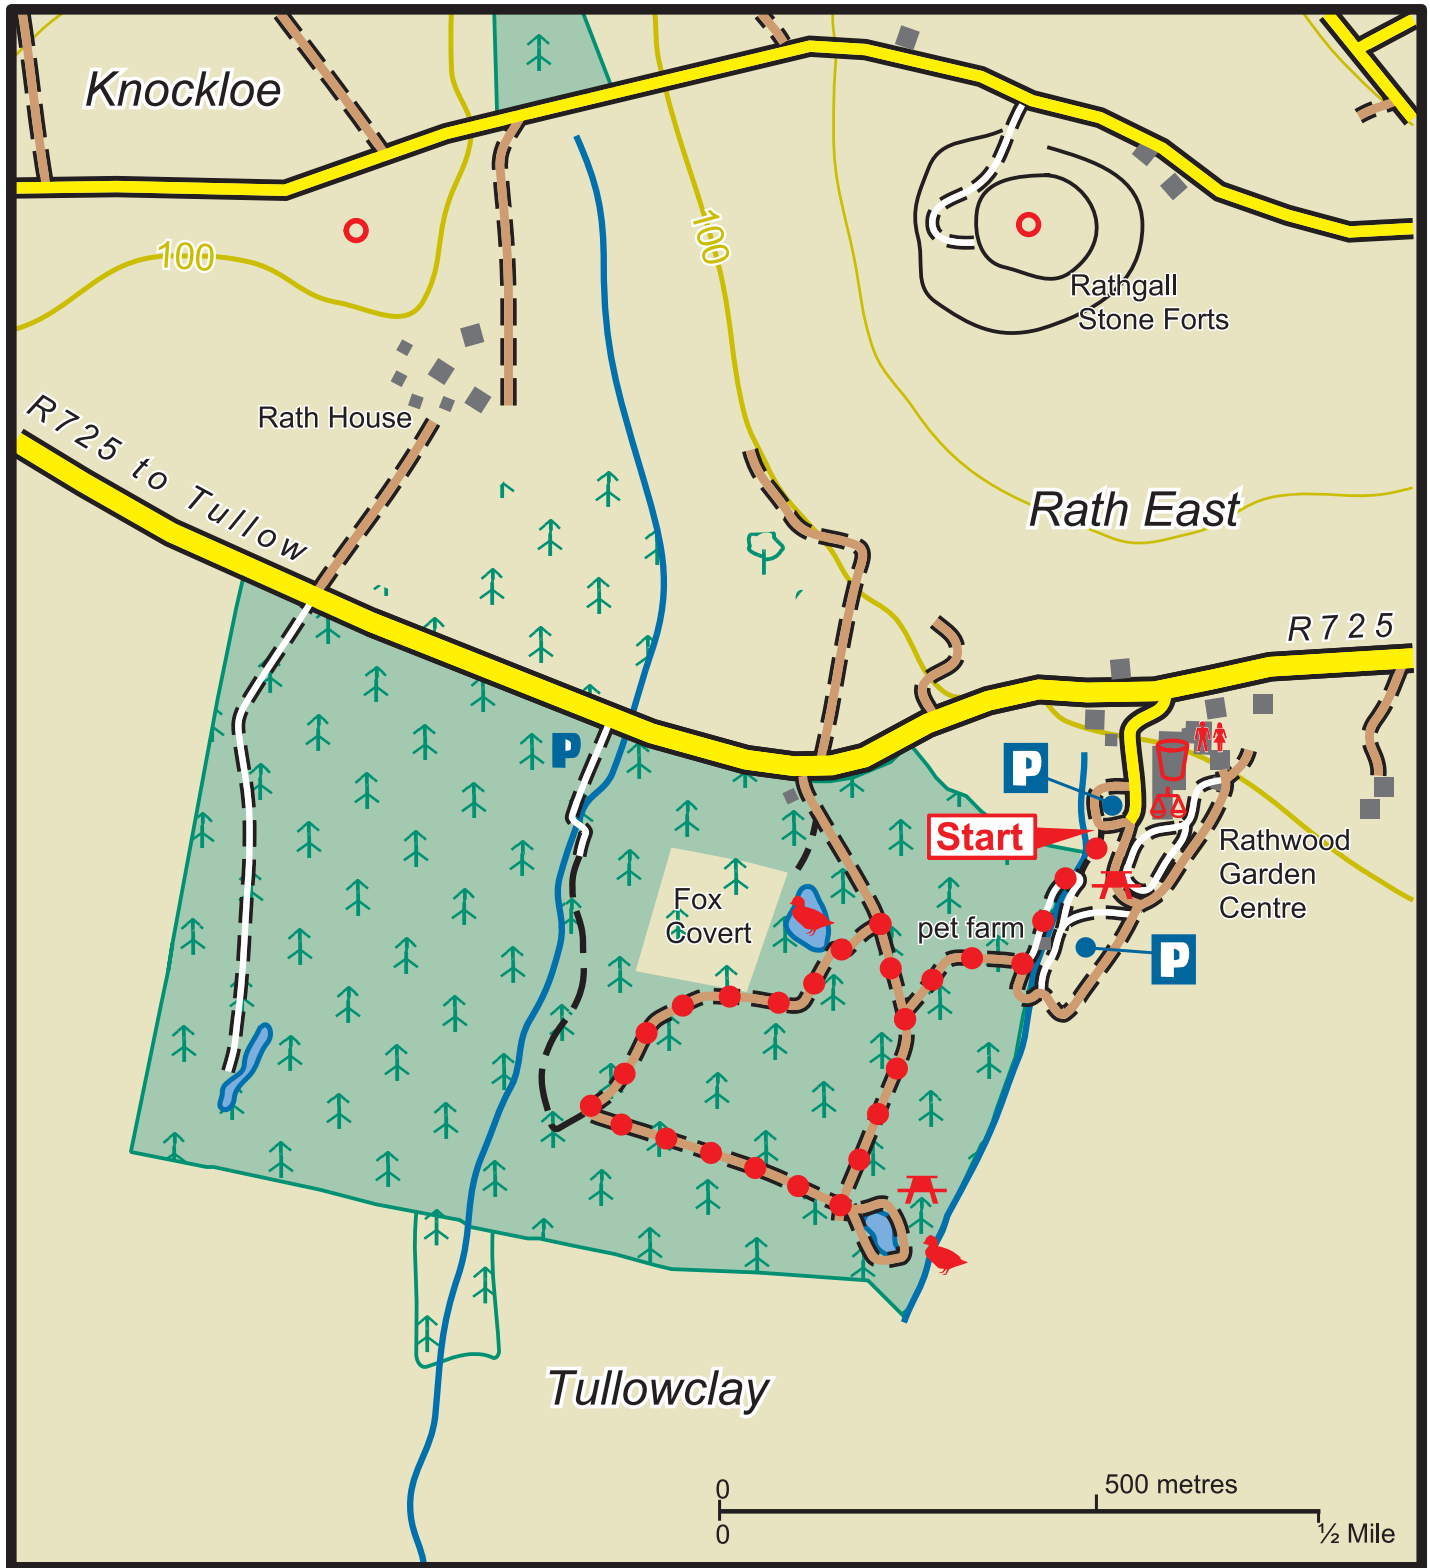 Knockloe
100
100
Rathgall
Stone Forts
Rath House
R725 to Tullow
Rath East
R725
P
P
Start
Rathwood
Garden
Centre
Fox
Covert
pet farm
P
Tullowclay
0
500 metres
0
½ Mile